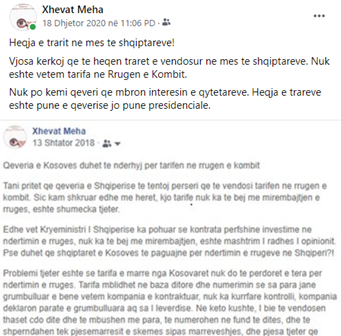 Xhevat Meha
18 Dhjetor 2020 në 11:06 PD ·
Heqja e trarit ne mes te shqiptareve!
Vjosa kerkoj qe te heqen traret e vendosur ne mes te shqiptareve. Nuk
eshte vetem tarifa ne Rrugen e Kombit.
Nuk po kemi qeveri qe mbron interesin e qytetareve. Heqja e trareve
eshte pune e qeverise jo pune presidenciale.
Xhevat Meha
13 Shtator 2018 ·
Qeveria e Kosoves duhet te nderhyj per tarifen ne rrugen e kombit
Tani pritet qe qeveria e Shqiperise te tentoj perseri qe te vendosi tarifen ne rrugen e
kombit. Sic kam shkruar edhe me heret, kjo tarife nuk ka te bej me mirembajtjen e
rruges, eshte shumecka tjeter.
Edhe vet Kryeministri I Shqiperise ka pohuar se kontrata perfshine investime ne
ndertimin e rruges, nuk ka te bej me mirembajtjen, eshte mashtrim I radhes I opinionit.
Pse duhet qe shqiptaret e Kosoves te paguajne per ndertimin e rrugeve ne Shqiperi?!
Problemi tjeter eshte se tarifa e marre nga Kosovaret nuk do te perdoret e tera per
ndertimin e rruges. Tarifa mblidhet ne baza ditore dhe numerimin se sa para jane
grumbulluar e bene vetem kompania e kontraktuar, nuk ka kurrfare kontrolli, kompania
deklaron parate e grumbulluara aq sa I leverdise. Ne keto kushte, I bie te vendosen
thaset cdo dite dhe te mbushen me para, te numerohen ne fund te dites, dhe te
shperndahen tek pjesemarresit e skemes sipas marreveshjes, dhe pjesa tjeter qe